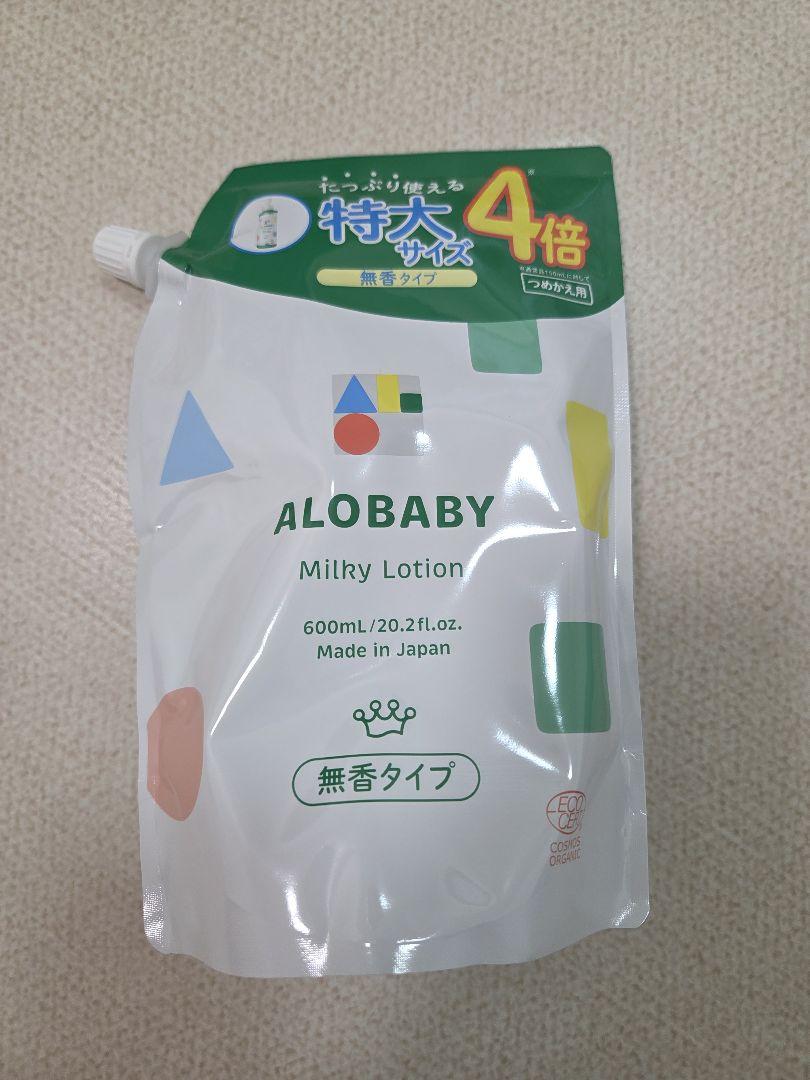 たっぷり使える
特大
サイズ
4倍
※
無香タイプ
つめかえ用
ALOBABY
Milky Lotion
600mL/20.2fl.oz.
Made in Japan
無香タイプ
ECO
CERT
COSMOS
ORGANIC